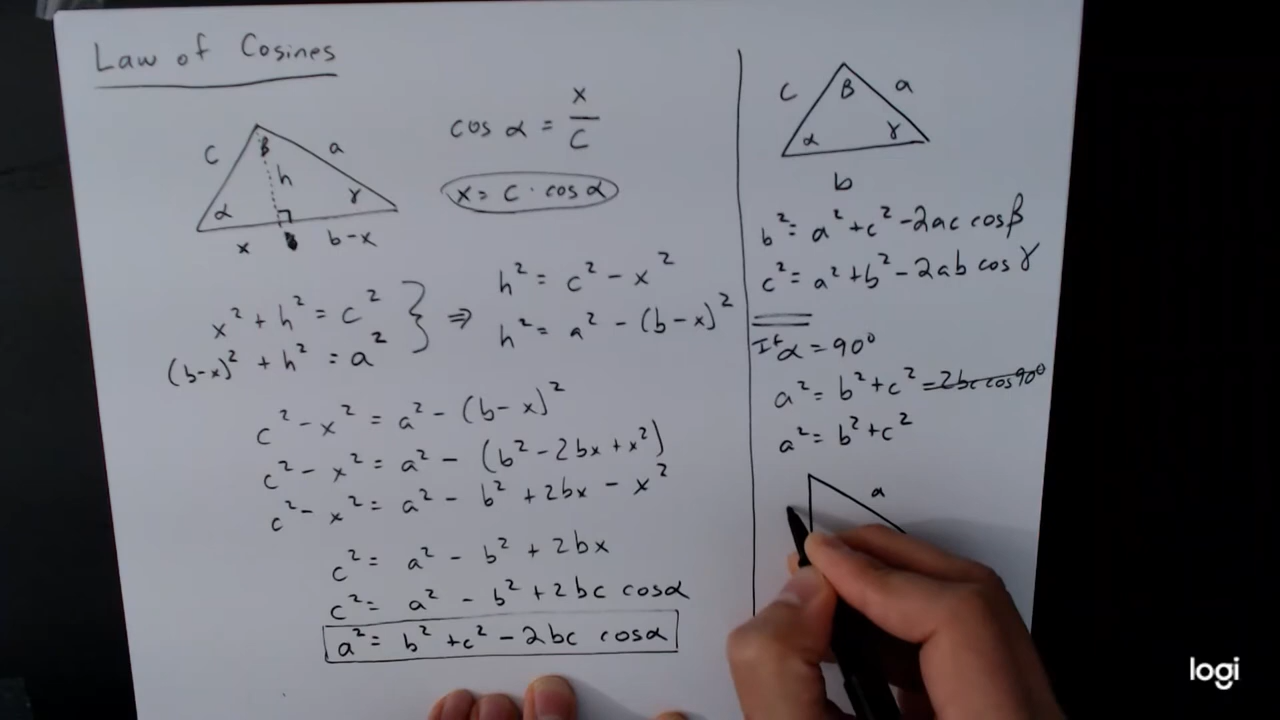 Law of Cosines
c
B
a
h
α
γ
x
b-x
cos α = x/c
x = c · cos α
x² + h² = c²
(b-x)² + h² = a²
} ⇒
h² = c² - x²
h² = a² - (b-x)²
c² - x² = a² - (b-x)²
c² - x² = a² - (b² - 2bx + x²)
c² - x² = a² - b² + 2bx - x²
c² = a² - b² + 2bx
c² = a² - b² + 2bc cosα
a² = b² + c² - 2bc cosα
c
B
a
α
γ
b
b² = a² + c² - 2ac cosβ
c² = a² + b² - 2ab cos γ
If α = 90°
a² = b² + c² = 2bc cos 90°
a² = b² + c²
a
logi